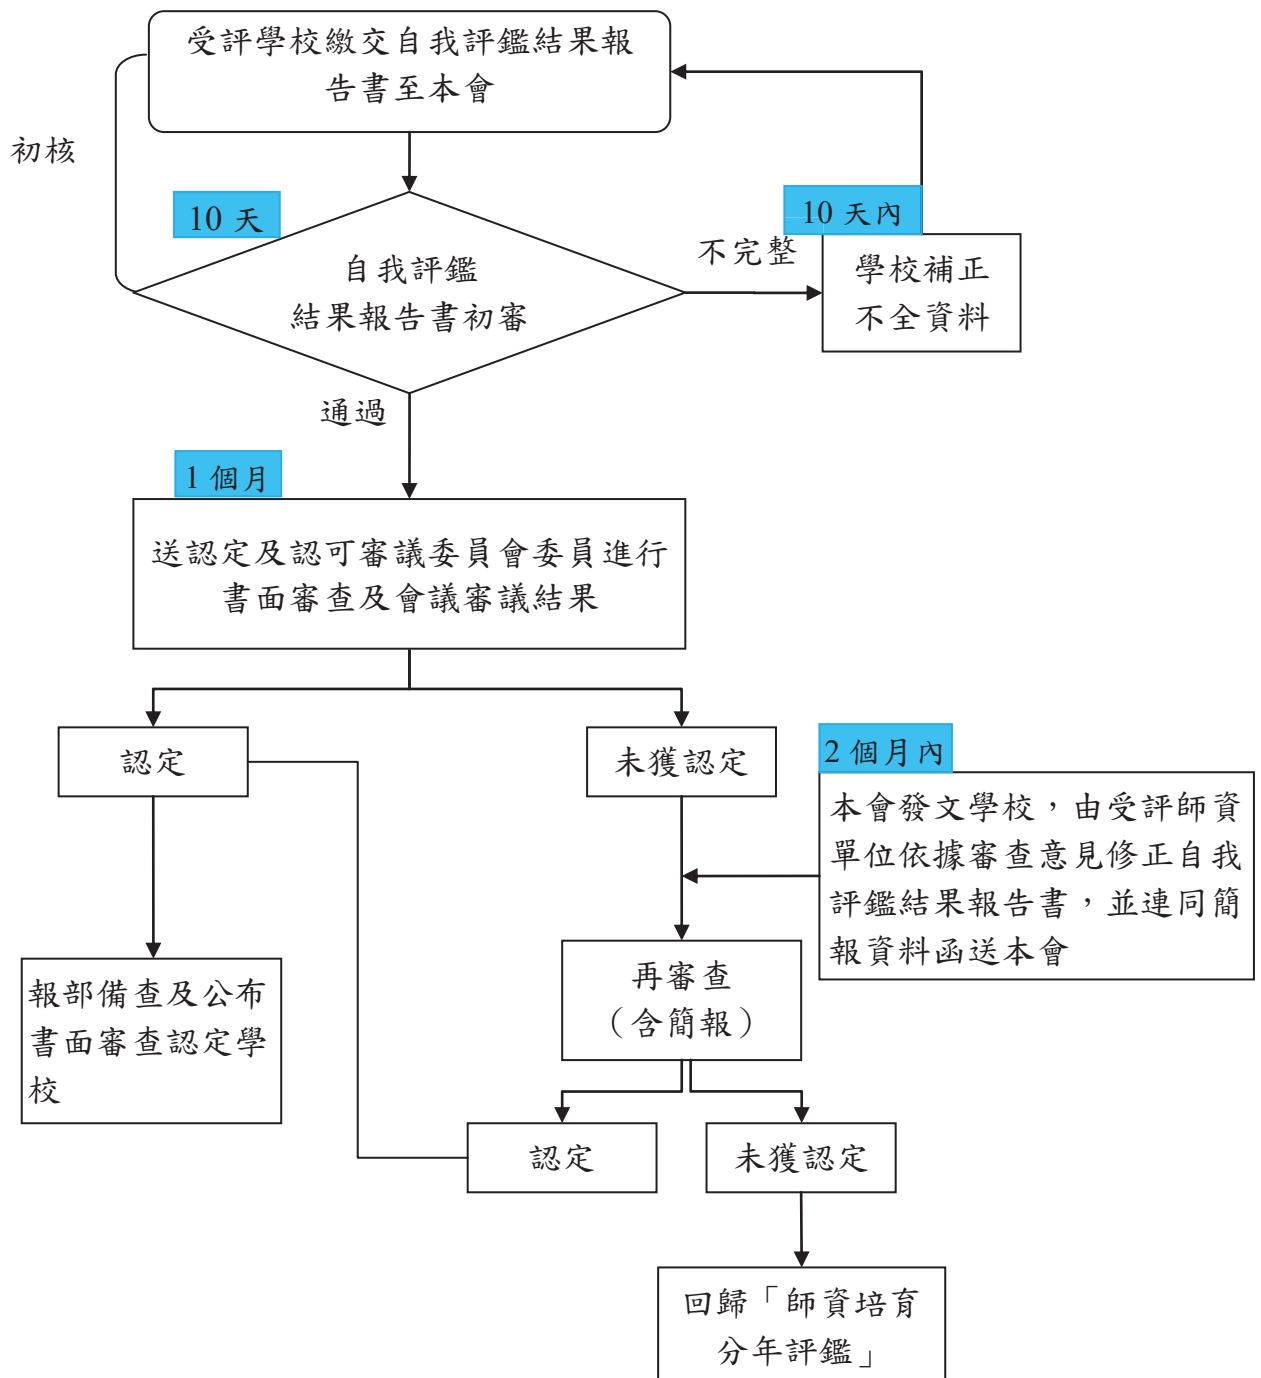 受評學校繳交自我評鑑結果報
告書至本會
初核
10 天
10 天內
不完整
自我評鑑
結果報告書初審
學校補正
不全資料
通過
1 個月
送認定及認可審議委員會委員進行
書面審查及會議審議結果
認定
未獲認定
2 個月內
本會發文學校，由受評師資
單位依據審查意見修正自我
評鑑結果報告書，並連同簡
報資料函送本會
報部備查及公布
書面審查認定學
校
再審查
（含簡報）
認定
未獲認定
回歸「師資培育
分年評鑑」